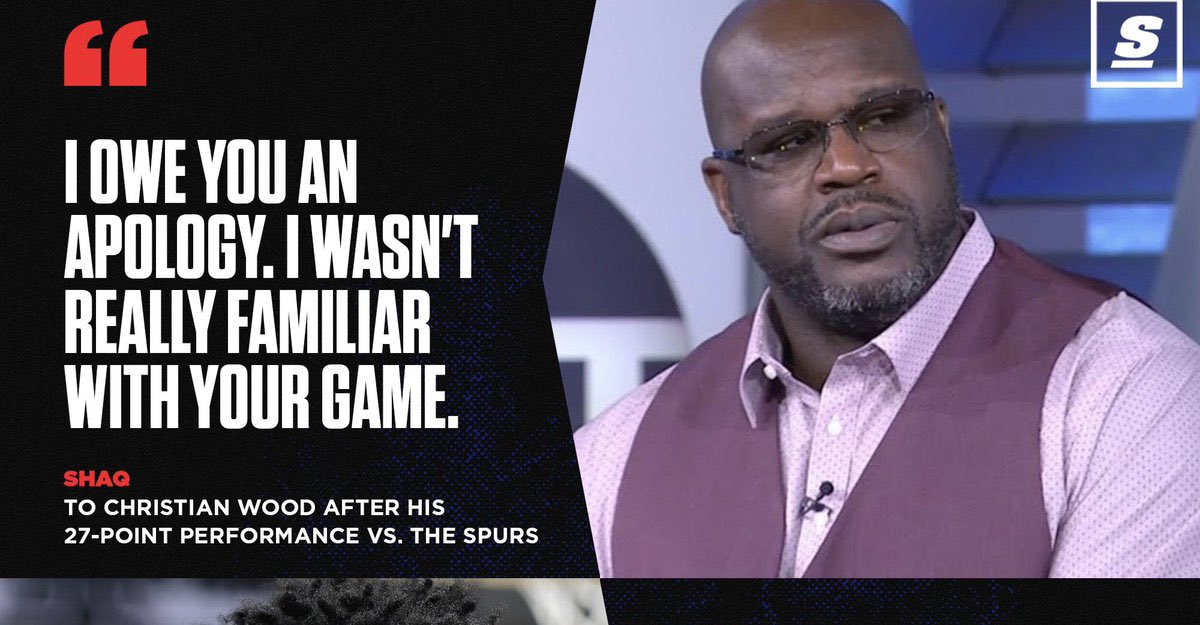 I OWE YOU AN
APOLOGY. I WASN'T
REALLY FAMILIAR
WITH YOUR GAME.
SHAQ
TO CHRISTIAN WOOD AFTER HIS
27-POINT PERFORMANCE VS. THE SPURS
S